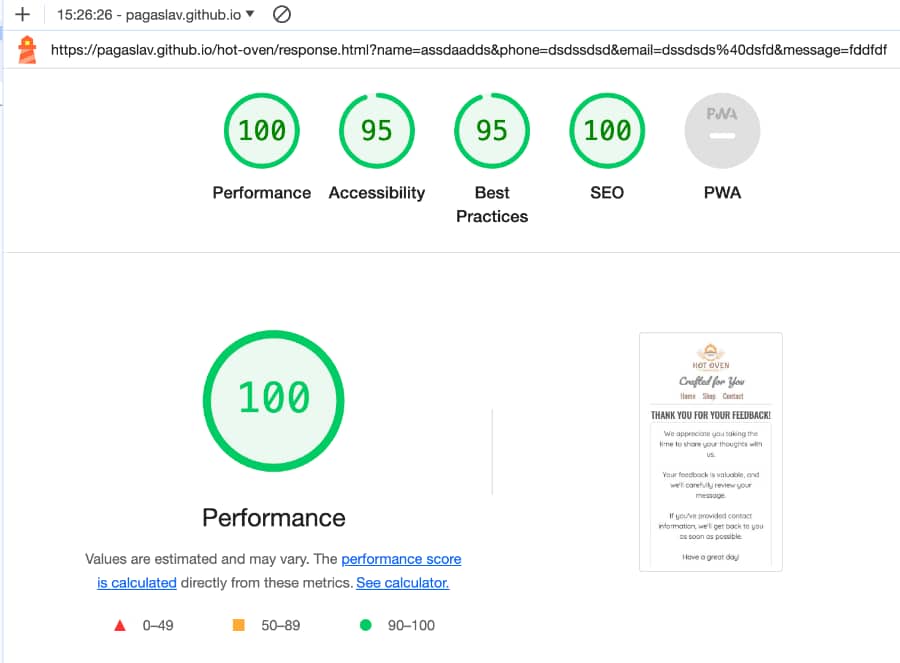 15:26:26 - pagaslav.github.io
https://pagaslav.github.io/hot-oven/response.html?name=assdaadds&phone=dsdssdsd&email=dssdsds%40dsfd&message=fddfdf
100 95 95 100 PWA
Performance Accessibility Best Practices SEO PWA
100
Performance
Values are estimated and may vary. The performance score
is calculated directly from these metrics. See calculator.
0–49 50–89 90–100
HOT OVEN
Crafted for You
Home Shop Contact
THANK YOU FOR YOUR FEEDBACK!
We appreciate you taking the
time to share your thoughts with
us.
Your feedback is valuable, and
we'll carefully review your
message.
If you've provided contact
information, we'll get back to you
as soon as possible.
Have a great day!